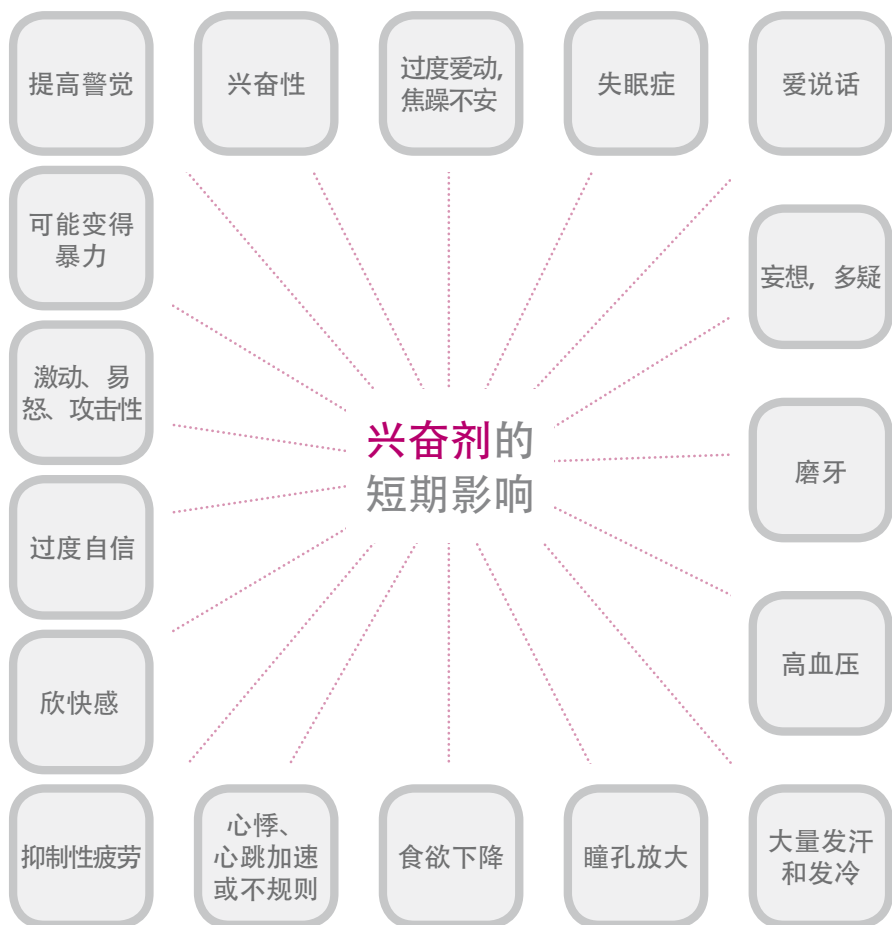 提高警觉
兴奋性
过度爱动,
焦躁不安
失眠症
爱说话
可能变得
暴力
妄想, 多疑
激动、易
怒、攻击性
兴奋剂的
短期影响
磨牙
过度自信
高血压
欣快感
抑制性疲劳
心悸、
心跳加速
或不规则
食欲下降
瞳孔放大
大量发汗
和发冷